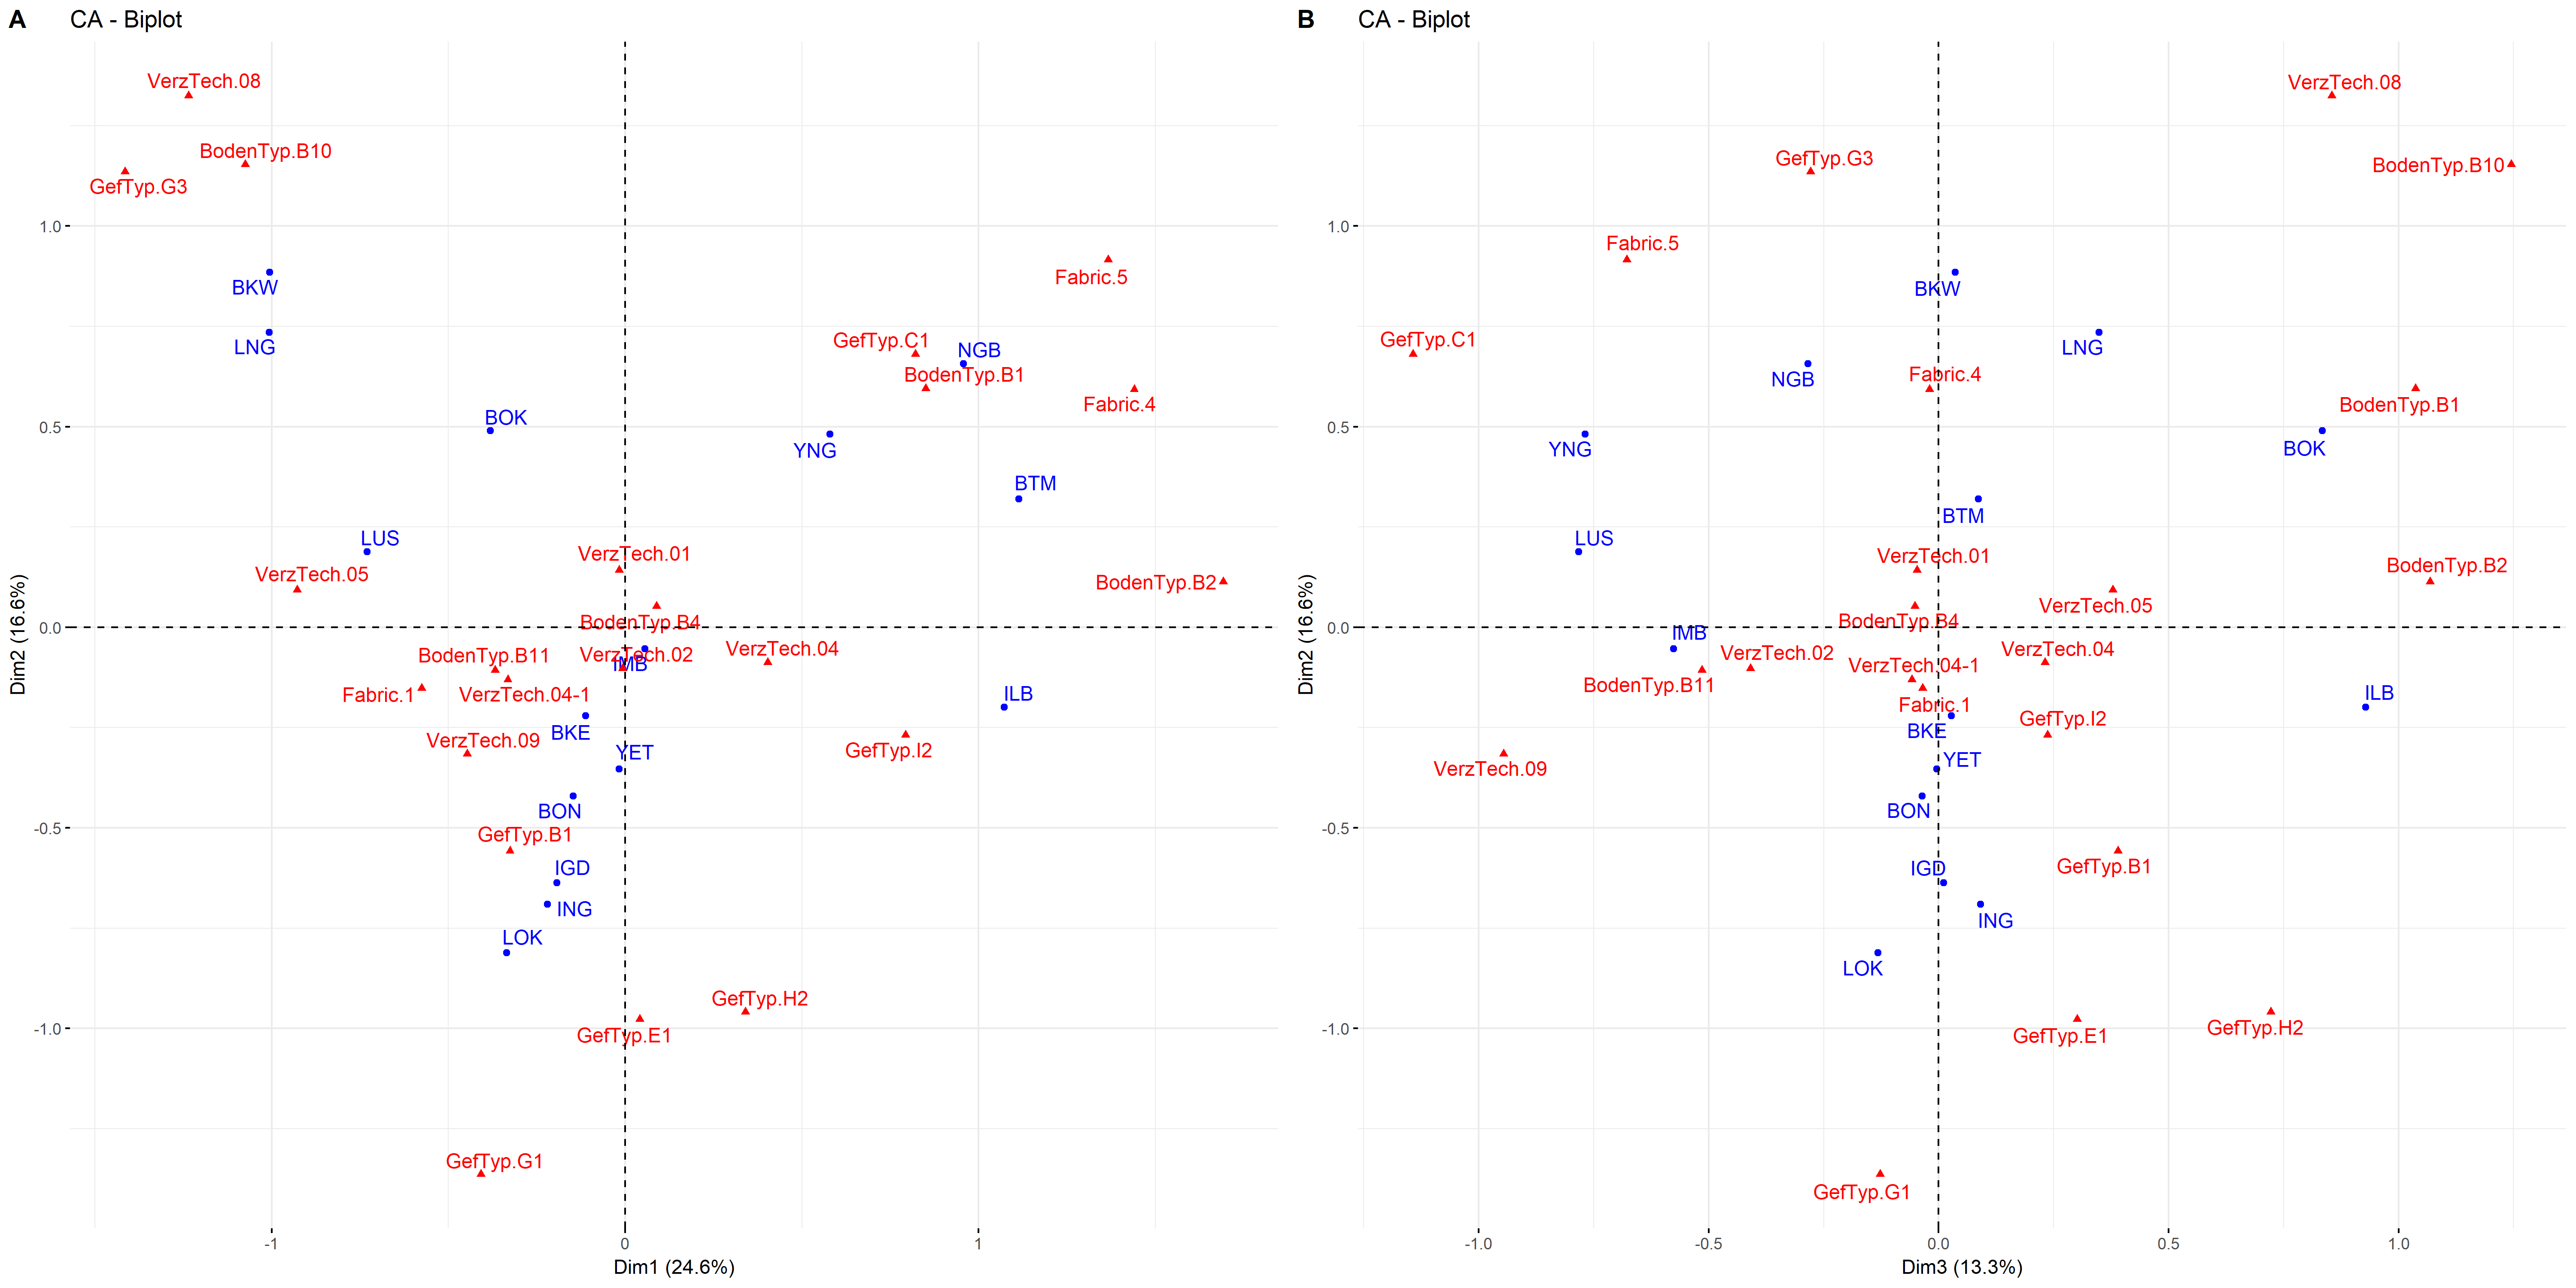 A
CA - Biplot
VerzTech.08
BodenTyp.B10
GefTyp.G3
1.0
BKW
Fabric.5
LNG
GefTyp.C1
NGB
BodenTyp.B1
Fabric.4
BOK
0.5
YNG
BTM
LUS
VerzTech.01
VerzTech.05
BodenTyp.B2
BodenTyp.B4
0.0
VerzTech.04
BodenTyp.B11
VerzTech.02
IMB
Fabric.1
VerzTech.04-1
ILB
BKE
VerzTech.09
YET
GefTyp.I2
BON
-0.5
GefTyp.B1
IGD
ING
LOK
GefTyp.H2
-1.0
GefTyp.E1
GefTyp.G1
-1
0
1
Dim1 (24.6%)
Dim2 (16.6%)
B
CA - Biplot
VerzTech.08
GefTyp.G3
BodenTyp.B10
1.0
Fabric.5
BKW
GefTyp.C1
LNG
NGB
Fabric.4
BodenTyp.B1
0.5
YNG
BOK
BTM
LUS
VerzTech.01
BodenTyp.B2
VerzTech.05
BodenTyp.B4
0.0
IMB
VerzTech.02
VerzTech.04
VerzTech.04-1
BodenTyp.B11
ILB
Fabric.1
GefTyp.I2
BKE
YET
VerzTech.09
BON
-0.5
IGD
GefTyp.B1
ING
LOK
-1.0
GefTyp.E1
GefTyp.H2
GefTyp.G1
-1.0
-0.5
0.0
0.5
1.0
Dim3 (13.3%)
Dim2 (16.6%)